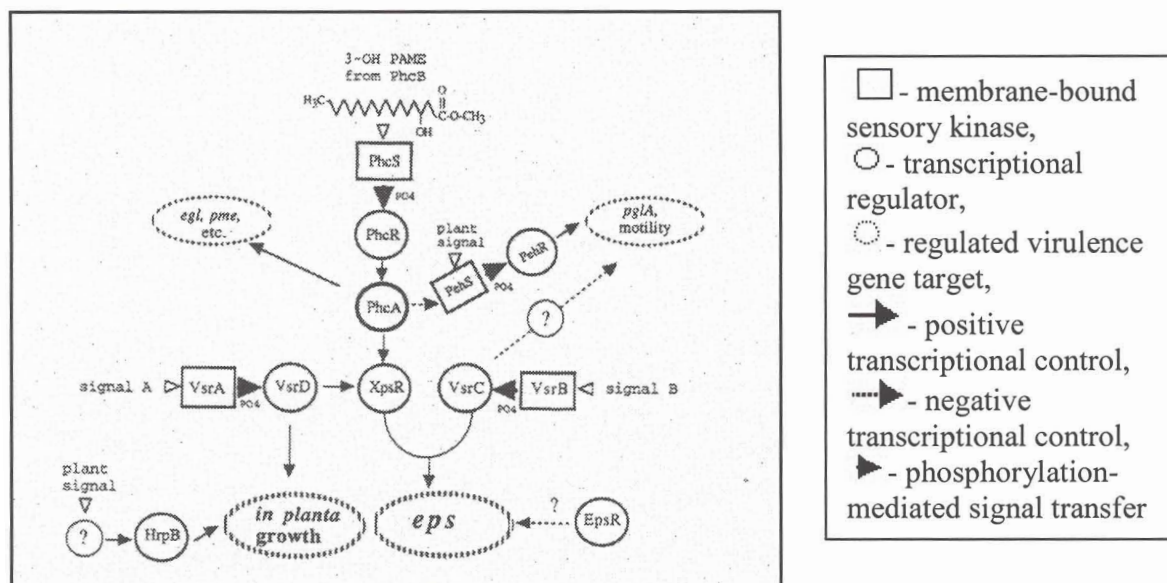 3-OH PAME
from PhcB
H₃C
O
C-O-CH₃
OH
PhcS
PO4
egl, pme,
etc.
PhcR
plant
signal
PehS
PO4
PehR
pglA,
motility
PhcA
?
signal A
VsrA
PO4
VsrD
XpsR
VsrC
PO4
VsrB
signal B
plant
signal
?
HrpB
in planta
growth
eps
?
EpsR
- membrane-bound
sensory kinase,
- transcriptional
regulator,
- regulated virulence
gene target,
- positive
transcriptional control,
- negative
transcriptional control,
- phosphorylation-
mediated signal transfer